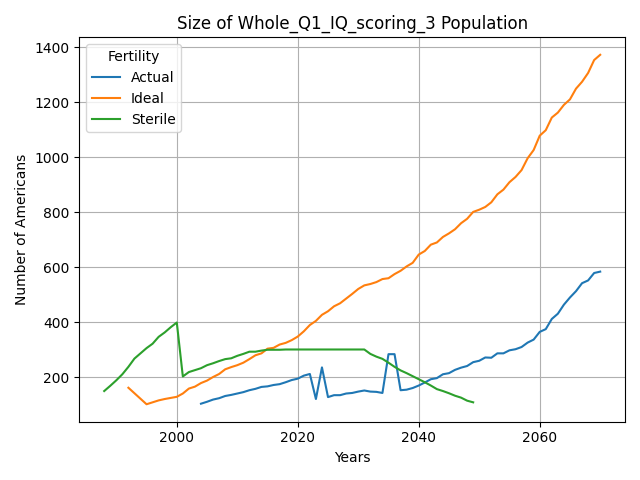 Size of Whole_Q1_IQ_scoring_3 Population
Fertility
Actual
Ideal
Sterile
1400
1200
1000
800
600
400
200
Number of Americans
2000
2020
2040
2060
Years